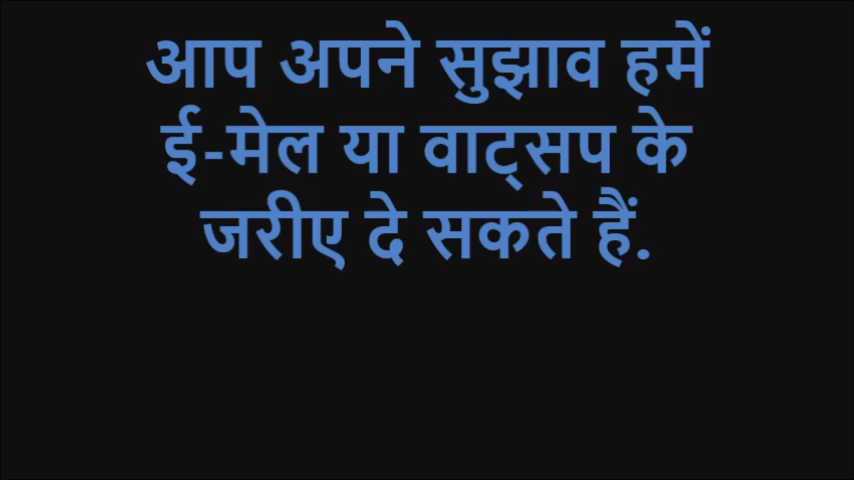 आप अपने सुझाव हमें
ई-मेल या वाट्सप के
जरीए दे सकते हैं.